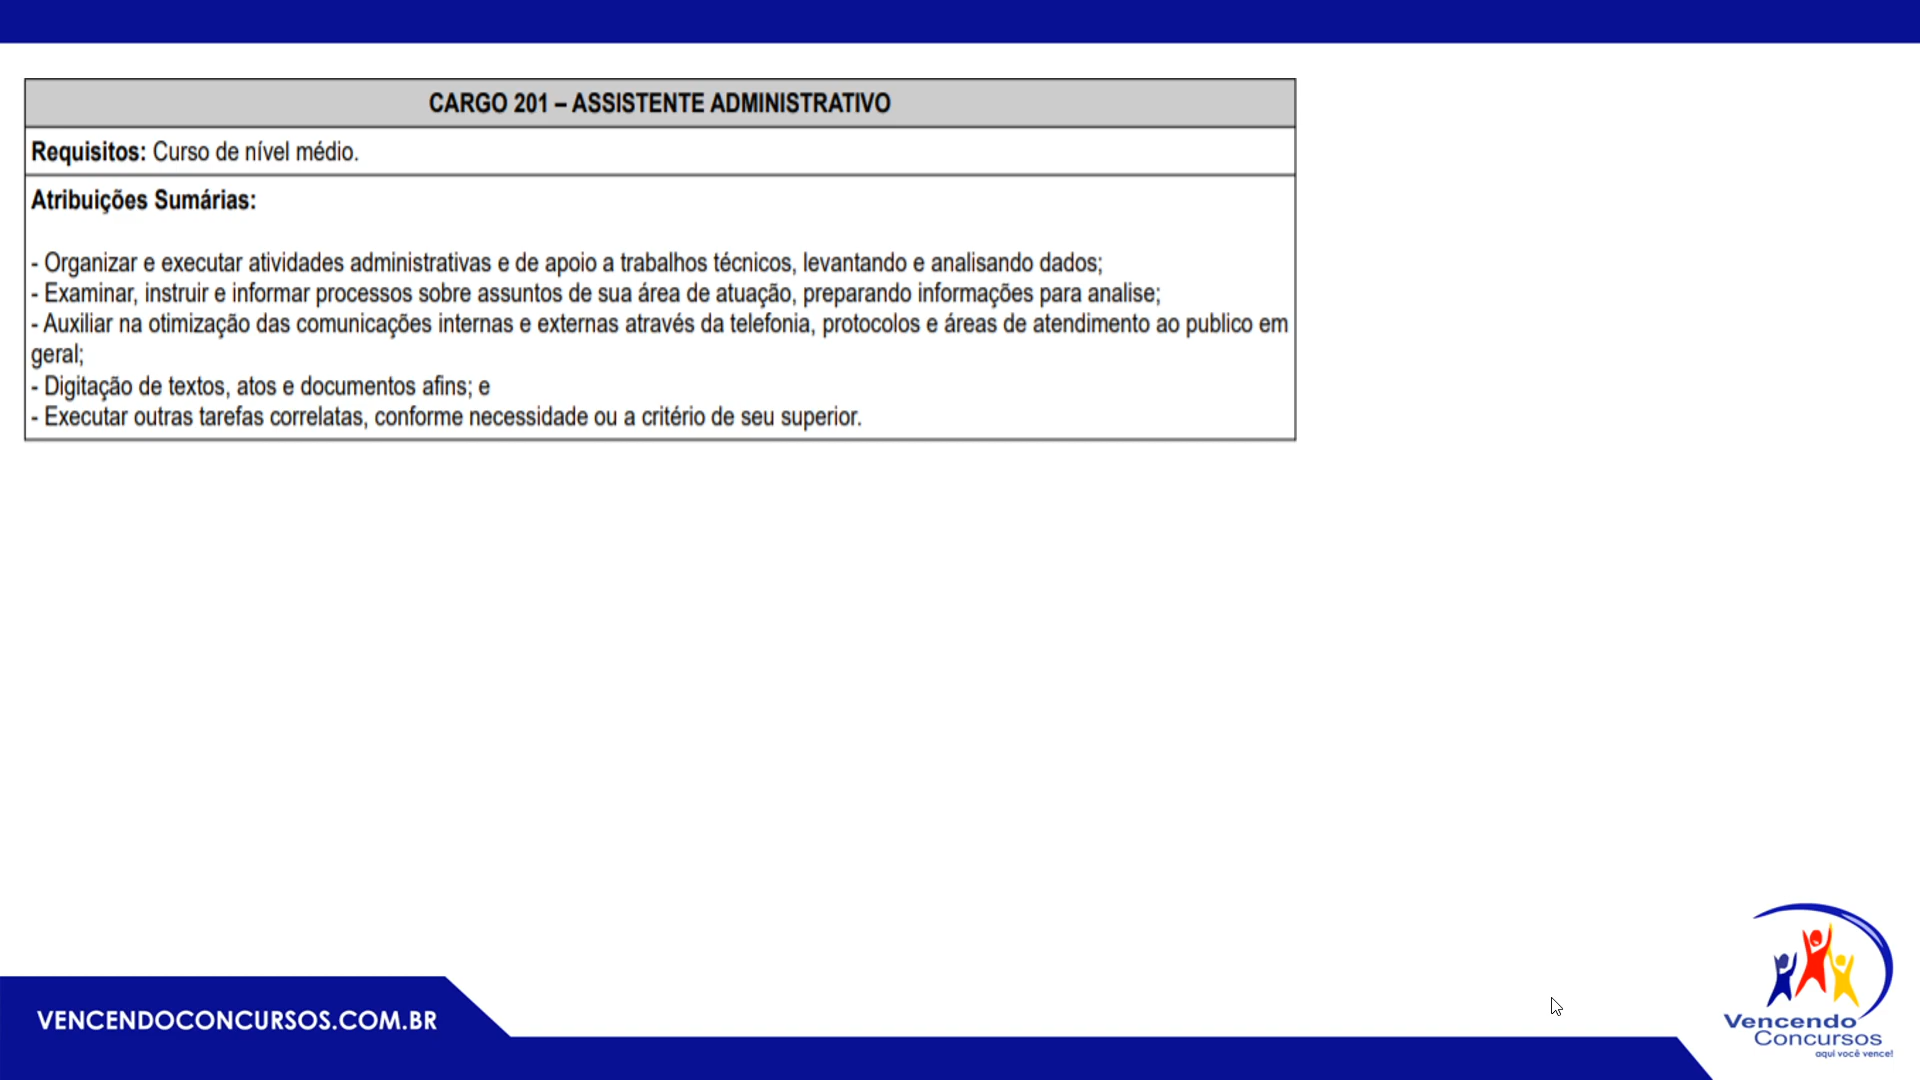 CARGO 201 – ASSISTENTE ADMINISTRATIVO
Requisitos: Curso de nível médio.
Atribuições Sumárias:
- Organizar e executar atividades administrativas e de apoio a trabalhos técnicos, levantando e analisando dados;
- Examinar, instruir e informar processos sobre assuntos de sua área de atuação, preparando informações para analise;
- Auxiliar na otimização das comunicações internas e externas através da telefonia, protocolos e áreas de atendimento ao publico em
geral;
- Digitação de textos, atos e documentos afins; e
- Executar outras tarefas correlatas, conforme necessidade ou a critério de seu superior.
VENCENDOCONCURSOS.COM.BR
Vencendo
Concursos
aqui você vence!